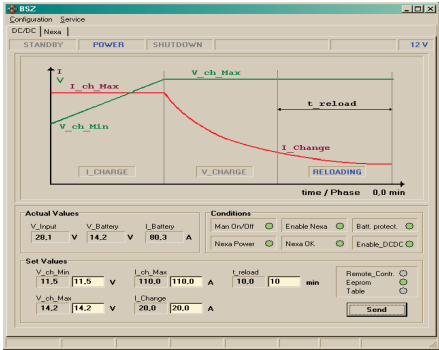 BSZ
Configuration Service
DC/DC Nexa
STANDBY POWER SHUTDOWN 12 V
I
V
V_ch_Max
I_ch_Max
t_reload
V_ch_Min
I_Change
I_CHARGE V_CHARGE RELOADING
time / Phase 0,0 min
Actual Values
V_Input V_Battery I_Battery
28,1 V 14,2 V 80,3 A
Conditions
Man On/Off Enable Nexa Batt. protect.
Nexa Power Nexa OK Enable_DCDC
Set Values
V_ch_Min I_ch_Max t_reload
11,5 11,5 V 110,0 110,0 A 10,0 10 min
V_ch_Max I_Change
14,2 14,2 V 20,0 20,0 A
Remote_Contr.
Eeprom
Table
Send